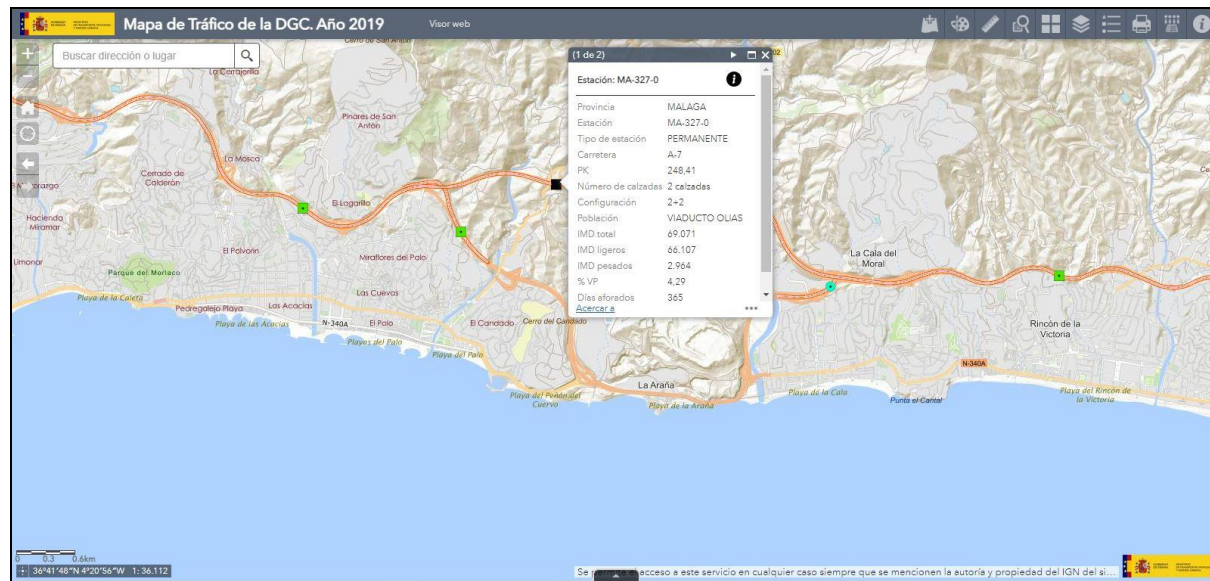 Mapa de Tráfico de la DGC. Año 2019
Visor web
Buscar dirección o lugar
(1 de 2)
Estación: MA-327-0
Provincia MALAGA
Estación MA-327-0
Tipo de estación PERMANENTE
Carretera A-7
PK 248,41
Número de calzadas 2 calzadas
Configuración 2+2
Población VIADUCTO OLIAS
IMD total 69.071
IMD ligeros 66.107
IMD pesados 2.964
% VP 4,29
Días aforados 365
Acercar a
Cerro de San Antón
La Carrajerilla
Pinares de San
Antón
La Mosca
Cerrado de
Calderón
El Lagarillo
Hacienda
Miramar
Limonar
El Polvorín
Miraflores del Palo
Parque del Morlaco
Las Cuevas
Playa de la Caleta
Pedregalejo Playa
Las Acacias
Playa de las Acacias
N-340A
El Palo
Playas del Palo
El Candado
Cerro del Candado
Playa del Palo
La Araña
Playa del Peñón del
Cuervo
Playa de la Araña
La Cala del
Moral
Rincón de la
Victoria
N-340A
Playa de la Cala
Punta el Cantal
Playa del Rincón de
la Victoria
0 0.3 0.6km
36°41'48"N 4°20'56"W 1: 36.112
acceso a este servicio en cualquier caso siempre que se mencionen la autoría y propiedad del IGN del si...